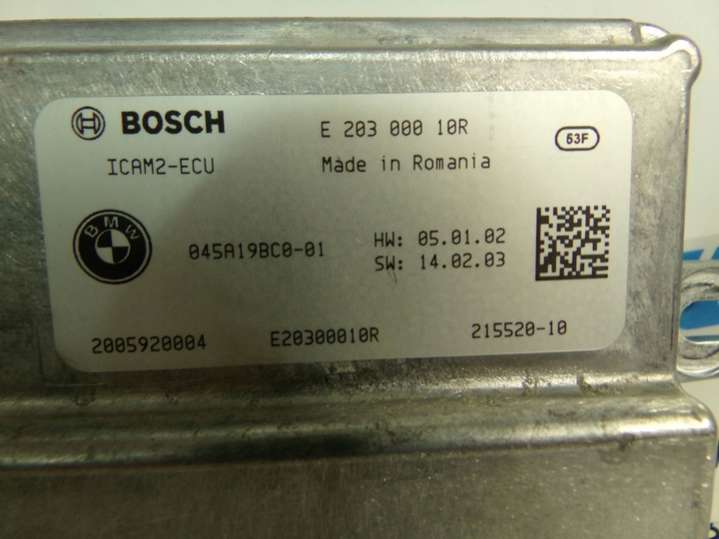 BOSCH
E 203 000 10R
53F
ICAM2-ECU
Made in Romania
BMW
045A19BC0-01
HW: 05.01.02
SW: 14.02.03
2005920004
E20300010R
215520-10